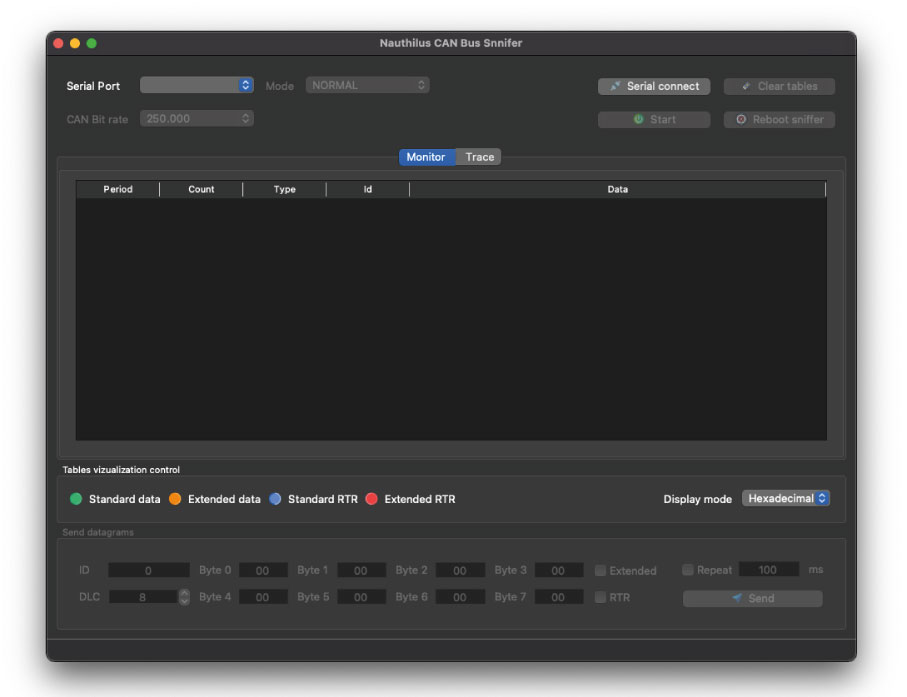 Nauthilus CAN Bus Snnifer
Serial Port Mode NORMAL Serial connect Clear tables
CAN Bit rate 250.000 Start Reboot sniffer
Monitor Trace
Period Count Type Id Data
Tables vizualization control
Standard data Extended data Standard RTR Extended RTR Display mode Hexadecimal
Send datagrams
ID 0 Byte 0 00 Byte 1 00 Byte 2 00 Byte 3 00 Extended Repeat 100 ms
DLC 8 Byte 4 00 Byte 5 00 Byte 6 00 Byte 7 00 RTR Send